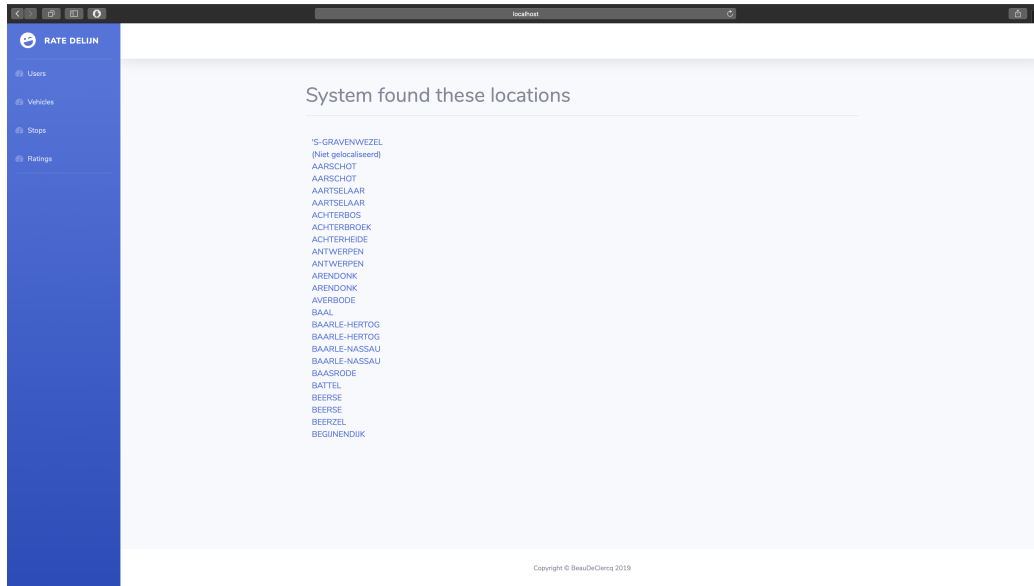 localhost
RATE DELIJN
Users
Vehicles
Stops
Ratings
System found these locations
'S-GRAVENWEZEL
(Niet gelocaliseerd)
AARSCHOT
AARSCHOT
AARTSELAAR
AARTSELAAR
ACHTERBOS
ACHTERBROEK
ACHTERHEIDE
ANTWERPEN
ANTWERPEN
ARENDONK
ARENDONK
AVERBODE
BAAL
BAARLE-HERTOG
BAARLE-HERTOG
BAARLE-NASSAU
BAARLE-NASSAU
BAASRODE
BATTEL
BEERSE
BEERSE
BEERZEL
BEGIJNENDIJK
Copyright © BeauDeClercq 2019